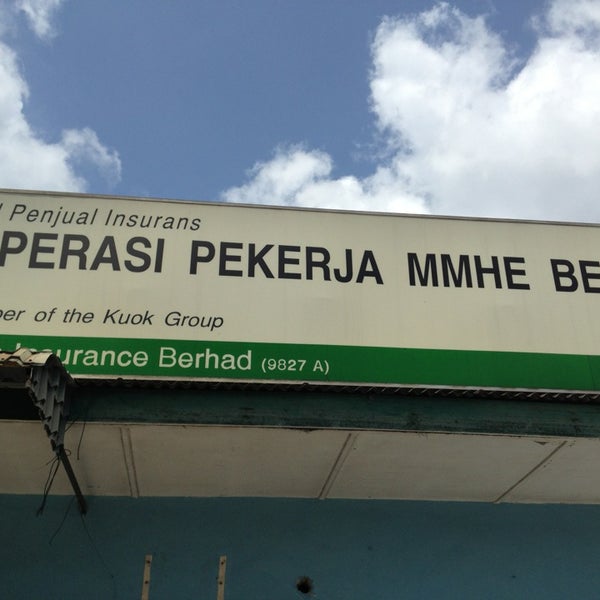 Penjual Insurans
PERASI PEKERJA MMHE BE
ber of the Kuok Group
Insurance Berhad (9827 A)